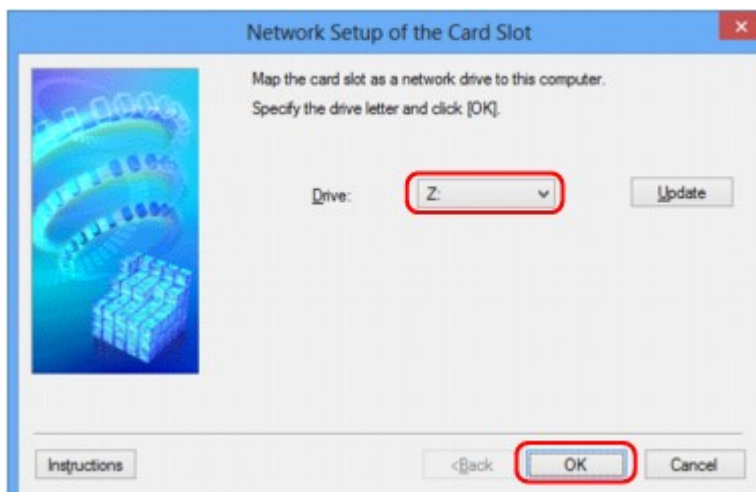 Network Setup of the Card Slot
Map the card slot as a network drive to this computer.
Specify the drive letter and click [OK].
Drive: Z: Update
Instructions <Back OK Cancel